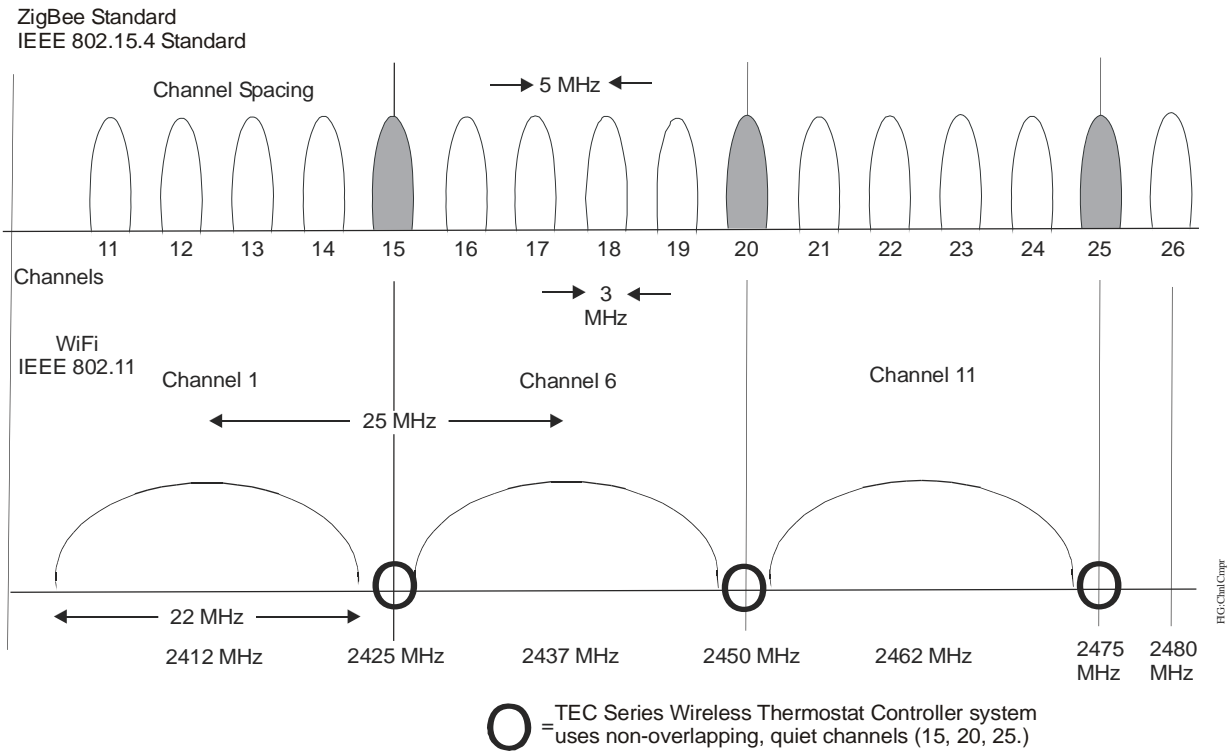 ZigBee Standard
IEEE 802.15.4 Standard
Channel Spacing
5 MHz
11 12 13 14 15 16 17 18 19 20 21 22 23 24 25 26
Channels
3
MHz
WiFi
IEEE 802.11
Channel 1
Channel 6
Channel 11
25 MHz
22 MHz
2412 MHz 2425 MHz 2437 MHz 2450 MHz 2462 MHz 2475 2480
MHz MHz
=TEC Series Wireless Thermostat Controller system
uses non-overlapping, quiet channels (15, 20, 25.)
FIG:ChnlCmpr